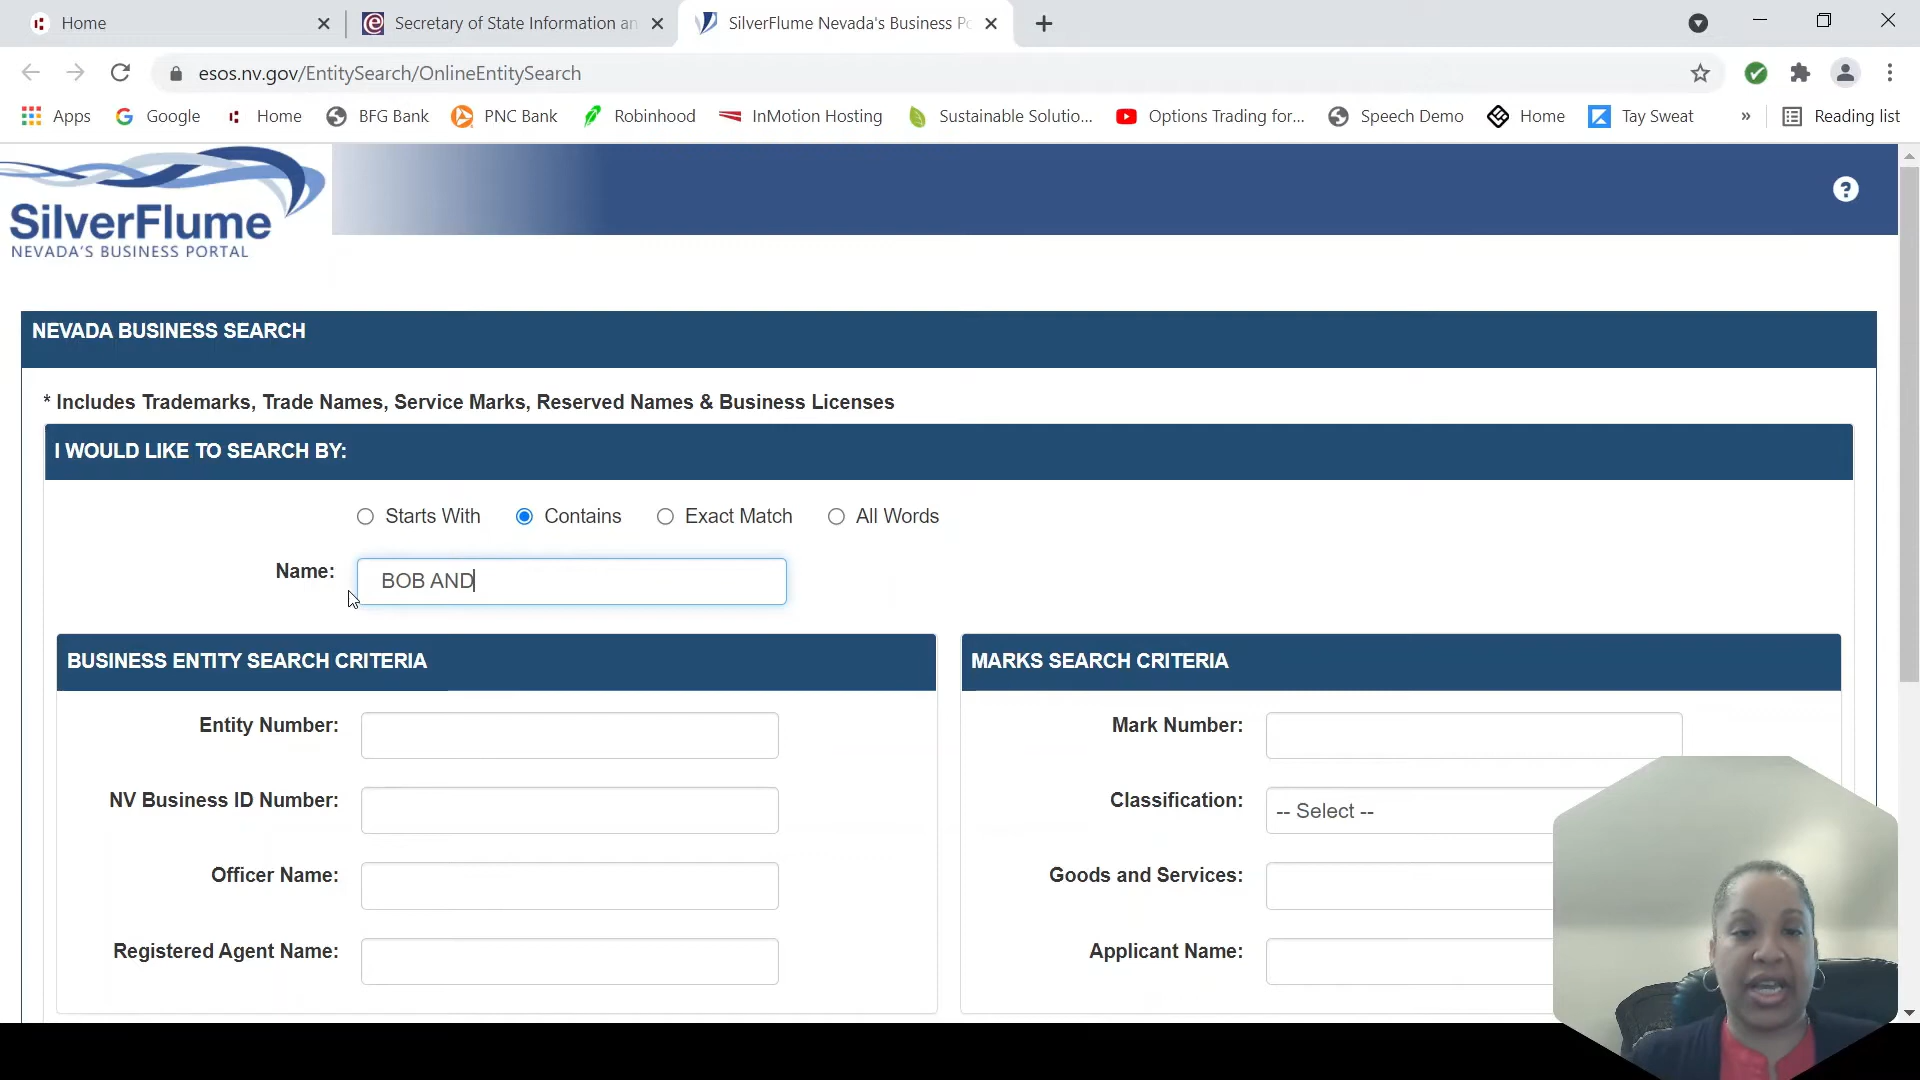 Home
Secretary of State Information an
SilverFlume Nevada's Business Po
esos.nv.gov/EntitySearch/OnlineEntitySearch
Apps Google Home BFG Bank PNC Bank Robinhood InMotion Hosting Sustainable Solutio... Options Trading for... Speech Demo Home Tay Sweat » Reading list
SilverFlume
NEVADA'S BUSINESS PORTAL
?
NEVADA BUSINESS SEARCH
* Includes Trademarks, Trade Names, Service Marks, Reserved Names & Business Licenses
I WOULD LIKE TO SEARCH BY:
Starts With Contains Exact Match All Words
Name: BOB AND
BUSINESS ENTITY SEARCH CRITERIA
Entity Number:
NV Business ID Number:
Officer Name:
Registered Agent Name:
MARKS SEARCH CRITERIA
Mark Number:
Classification: -- Select --
Goods and Services:
Applicant Name: